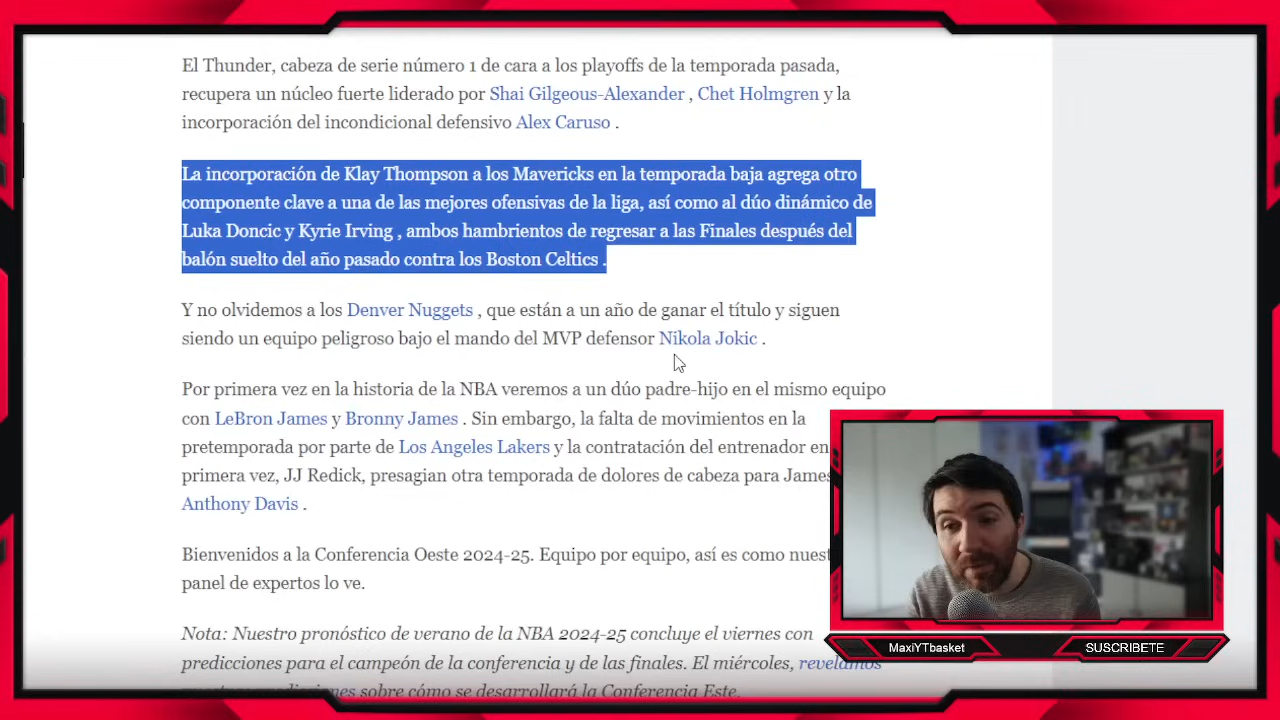 El Thunder, cabeza de serie número 1 de cara a los playoffs de la temporada pasada,
recupera un núcleo fuerte liderado por Shai Gilgeous-Alexander , Chet Holmgren y la
incorporación del incondicional defensivo Alex Caruso .
La incorporación de Klay Thompson a los Mavericks en la temporada baja agrega otro
componente clave a una de las mejores ofensivas de la liga, así como al dúo dinámico de
Luka Doncic y Kyrie Irving , ambos hambrientos de regresar a las Finales después del
balón suelto del año pasado contra los Boston Celtics .
Y no olvidemos a los Denver Nuggets , que están a un año de ganar el título y siguen
siendo un equipo peligroso bajo el mando del MVP defensor Nikola Jokic .
Por primera vez en la historia de la NBA veremos a un dúo padre-hijo en el mismo equipo
con LeBron James y Bronny James . Sin embargo, la falta de movimientos en la
pretemporada por parte de Los Angeles Lakers y la contratación del entrenador en
primera vez, JJ Redick, presagian otra temporada de dolores de cabeza para James
Anthony Davis .
Bienvenidos a la Conferencia Oeste 2024-25. Equipo por equipo, así es como nuest
panel de expertos lo ve.
Nota: Nuestro pronóstico de verano de la NBA 2024-25 concluye el viernes con
predicciones para el campeón de la conferencia y de las finales. El miércoles, revelamos
nuestras predicciones sobre cómo se desarrollará la Conferencia Este.
MaxiYTbasket
SUSCRIBETE